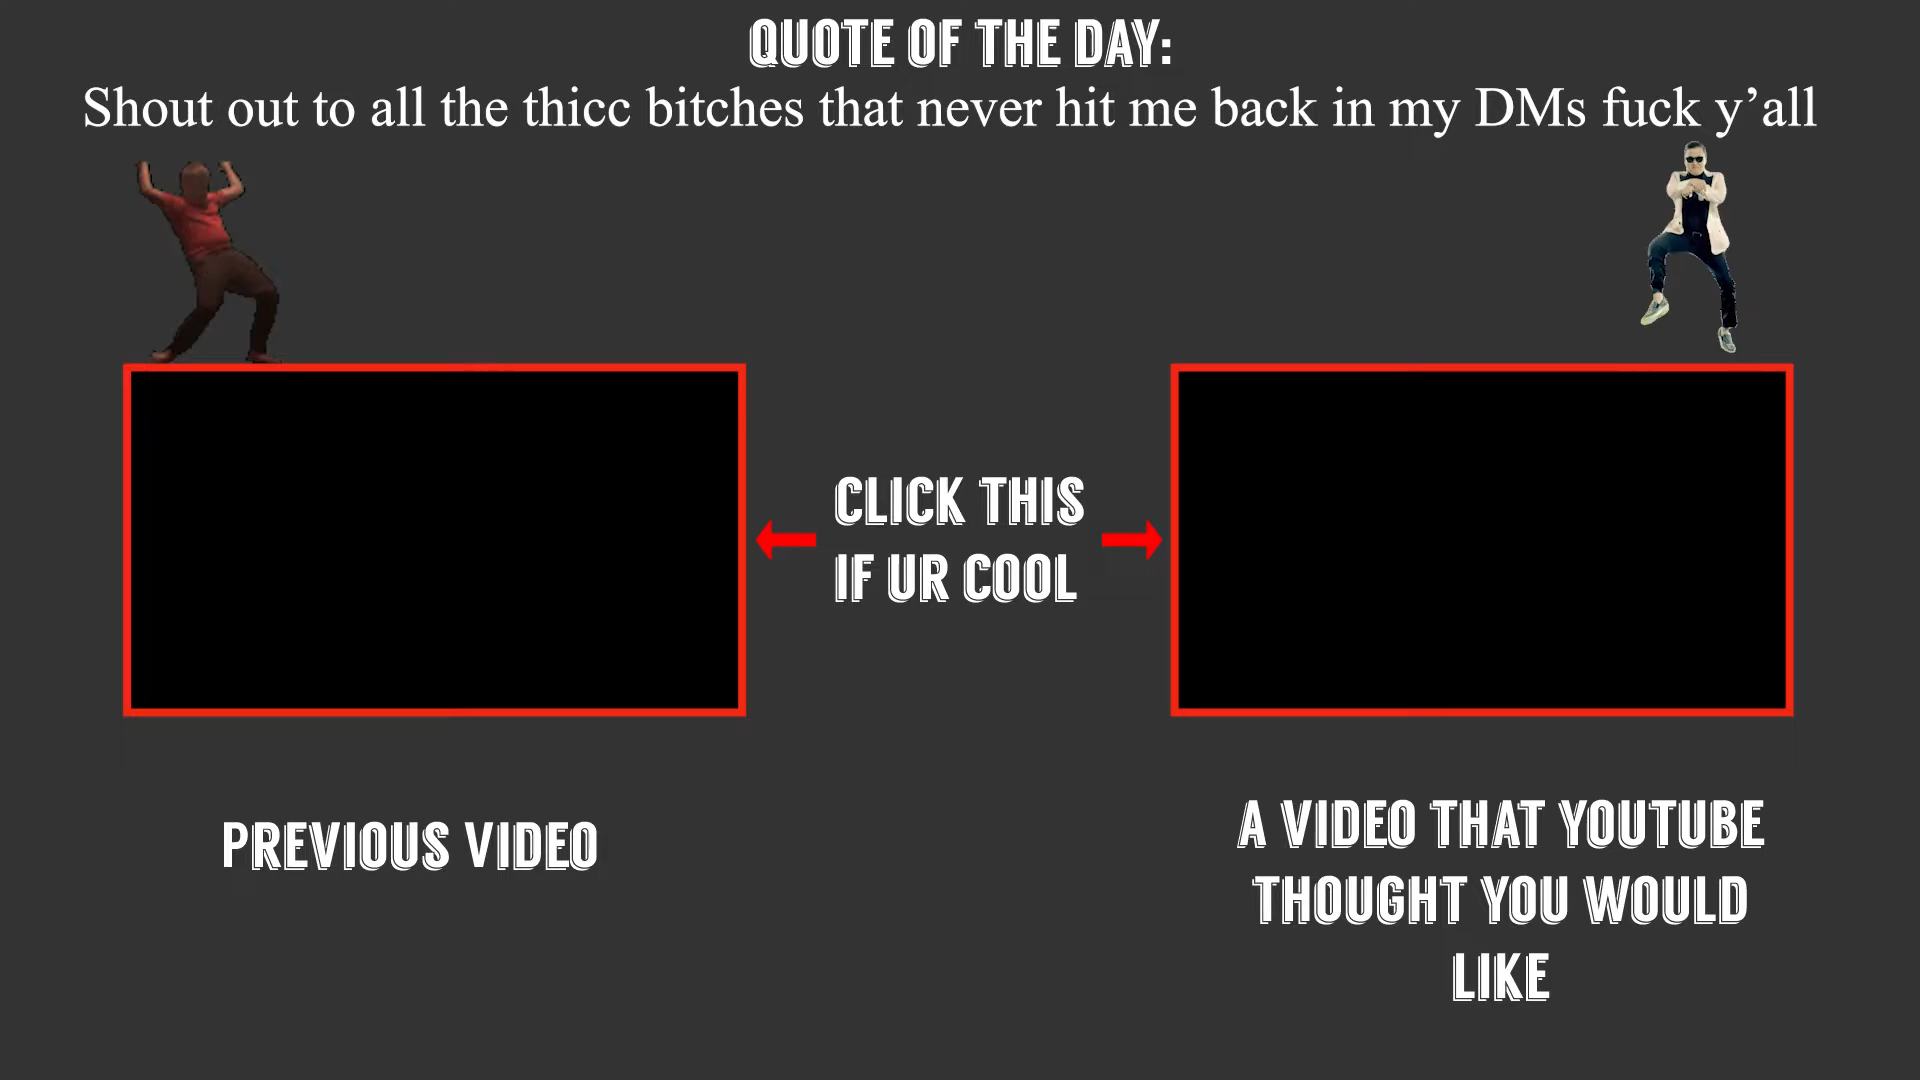 QUOTE OF THE DAY:
Shout out to all the thicc bitches that never hit me back in my DMs fuck y’all
CLICK THIS
IF UR COOL
PREVIOUS VIDEO
A VIDEO THAT YOUTUBE
THOUGHT YOU WOULD
LIKE